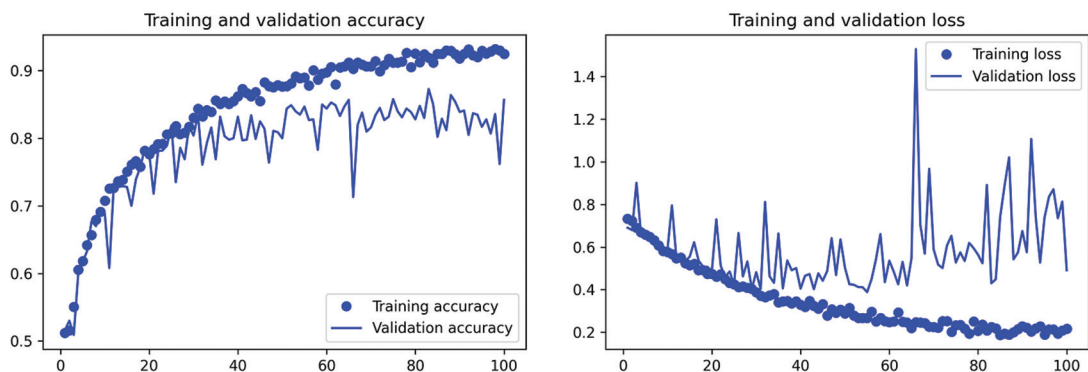 Training and validation accuracy
0.9
0.8
0.7
0.6
0.5
Training accuracy
Validation accuracy
0 20 40 60 80 100
Training and validation loss
1.4
1.2
1.0
0.8
0.6
0.4
0.2
Training loss
Validation loss
0 20 40 60 80 100